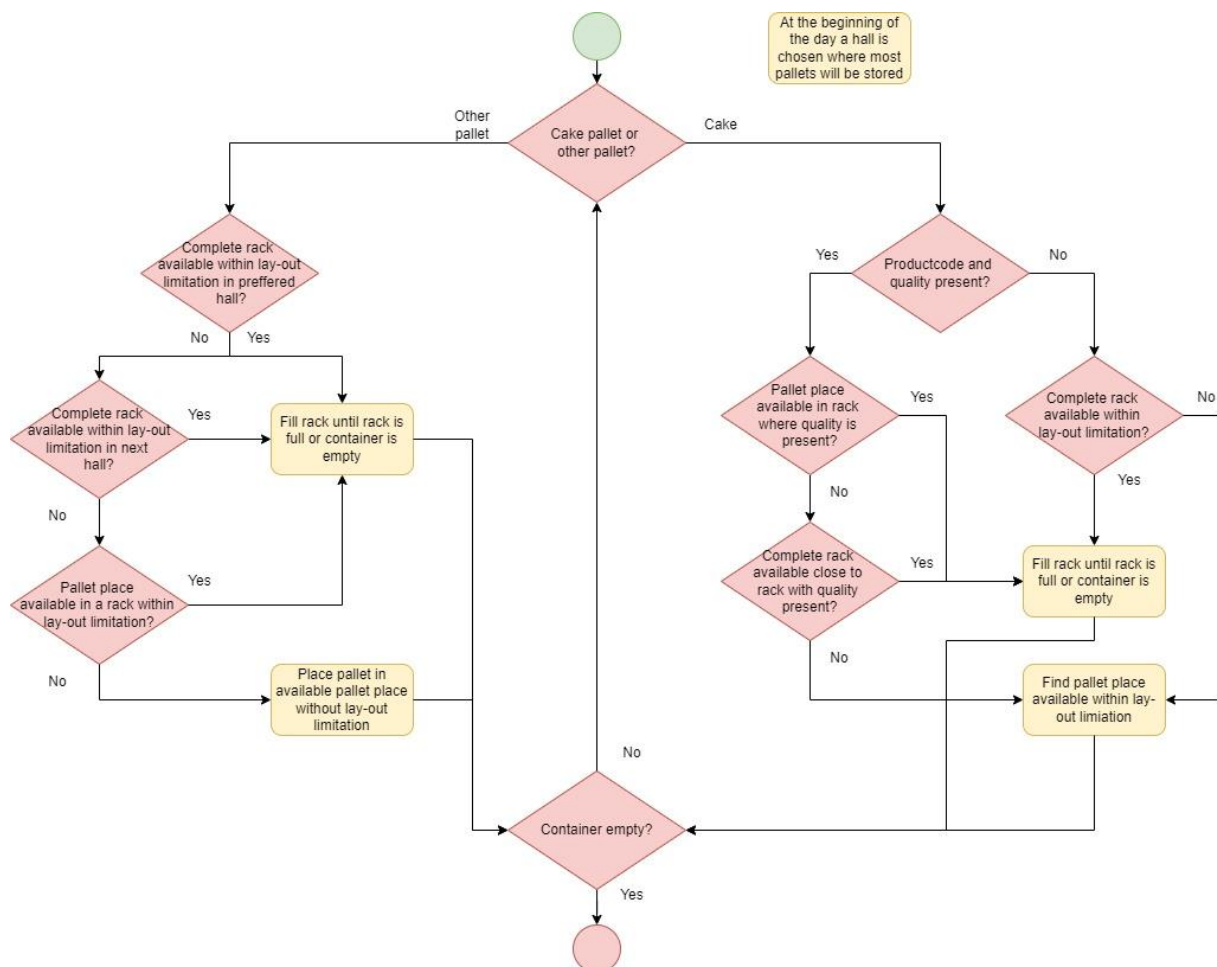 At the beginning of
the day a hall is
chosen where most
pallets will be stored
Other
pallet
Cake pallet or
other pallet?
Cake
Complete rack
available within lay-out
limitation in preffered
hall?
Yes
Productcode and
quality present?
No
No
Yes
Complete rack
available within lay-out
limitation in next
hall?
Yes
Fill rack until rack is
full or container is
empty
Pallet place
available in rack
where quality is
present?
Yes
Complete rack
available within
lay-out limitation?
No
No
No
Yes
Pallet place
available in a rack within
lay-out limitation?
Yes
Complete rack
available close to
rack with quality
present?
Yes
Fill rack until rack is
full or container is
empty
No
Place pallet in
available pallet place
without lay-out
limitation
No
Find pallet place
available within lay-
out limiation
No
Container empty?
Yes